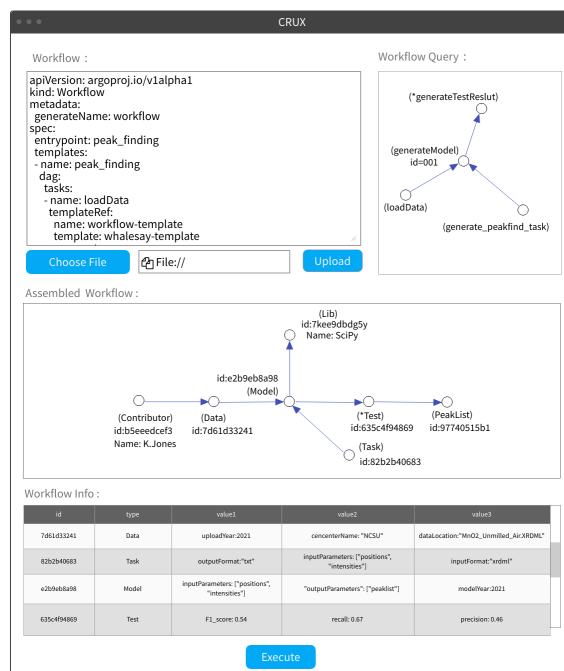 CRUX
Workflow :
Workflow Query :
apiVersion: argoproj.io/v1alpha1
kind: Workflow
metadata:
generateName: workflow
spec:
entrypoint: peak_finding
templates:
- name: peak_finding
dag:
tasks:
- name: loadData
templateRef:
name: workflow-template
template: whalesay-template
(*generateTestReslut)
(generateModel)
id=001
(loadData)
(generate_peakfind_task)
Choose File
File://
Upload
Assembled Workflow :
(Lib)
id:7kee9dbdg5y
Name: SciPy
id:e2b9eb8a98
(Model)
(Contributor)
id:b5eeedcef3
Name: K.Jones
(Data)
id:7d61d33241
(*Test)
id:635c4f94869
(PeakList)
id:97740515b1
(Task)
id:82b2b40683
Workflow Info :
id type value1 value2 value3
7d61d33241 Data uploadYear:2021 cencenterName: "NCSU" dataLocation:"MnO2_Unmilled_Air.XRDML"
82b2b40683 Task outputFormat:"txt" inputParameters: ["positions", "intensities"] inputFormat:"xrdml"
e2b9eb8a98 Model inputParameters: ["positions", "intensities"] "outputParameters": ["peaklist"] modelYear:2021
635c4f94869 Test F1_score: 0.54 recall: 0.67 precision: 0.46
Execute